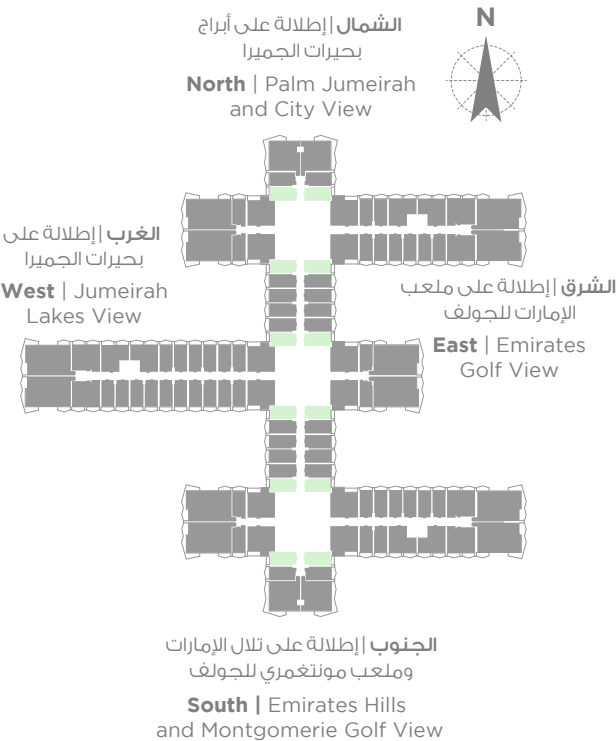 الشمال | إطلالة على أبراج
بحيرات الجميرا
North | Palm Jumeirah
and City View
N
الغرب | إطلالة على
بحيرات الجميرا
West | Jumeirah
Lakes View
الشرق | إطلالة على ملعب
الإمارات للجولف
East | Emirates
Golf View
الجنوب | إطلالة على تلال الإمارات
وملعب مونتغمري للجولف
South | Emirates Hills
and Montgomerie Golf View